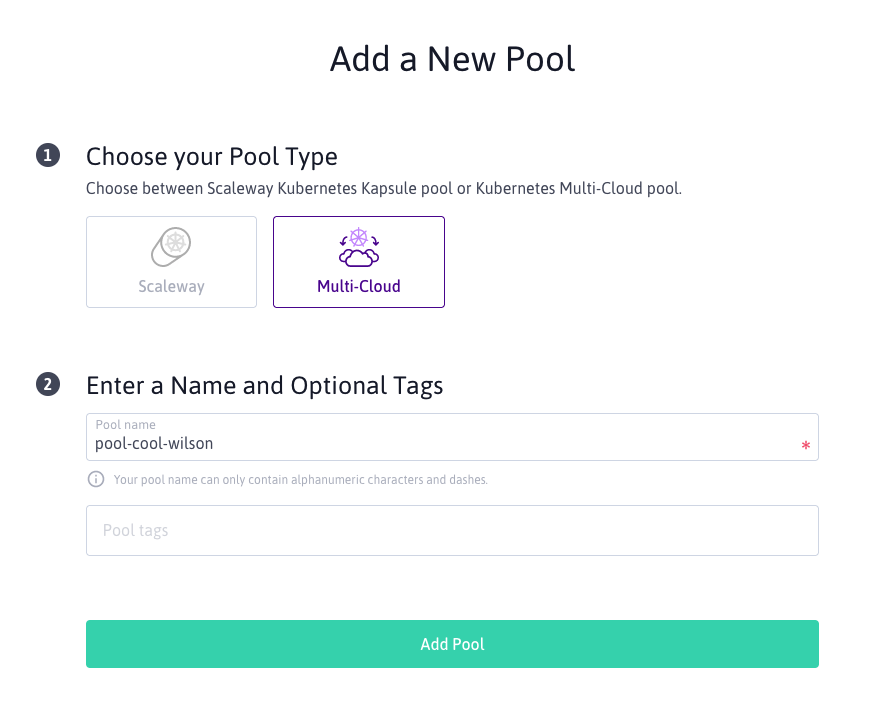 Add a New Pool
1 Choose your Pool Type
Choose between Scaleway Kubernetes Kapsule pool or Kubernetes Multi-Cloud pool.
Scaleway Multi-Cloud
2 Enter a Name and Optional Tags
Pool name
pool-cool-wilson *
Your pool name can only contain alphanumeric characters and dashes.
Pool tags
Add Pool